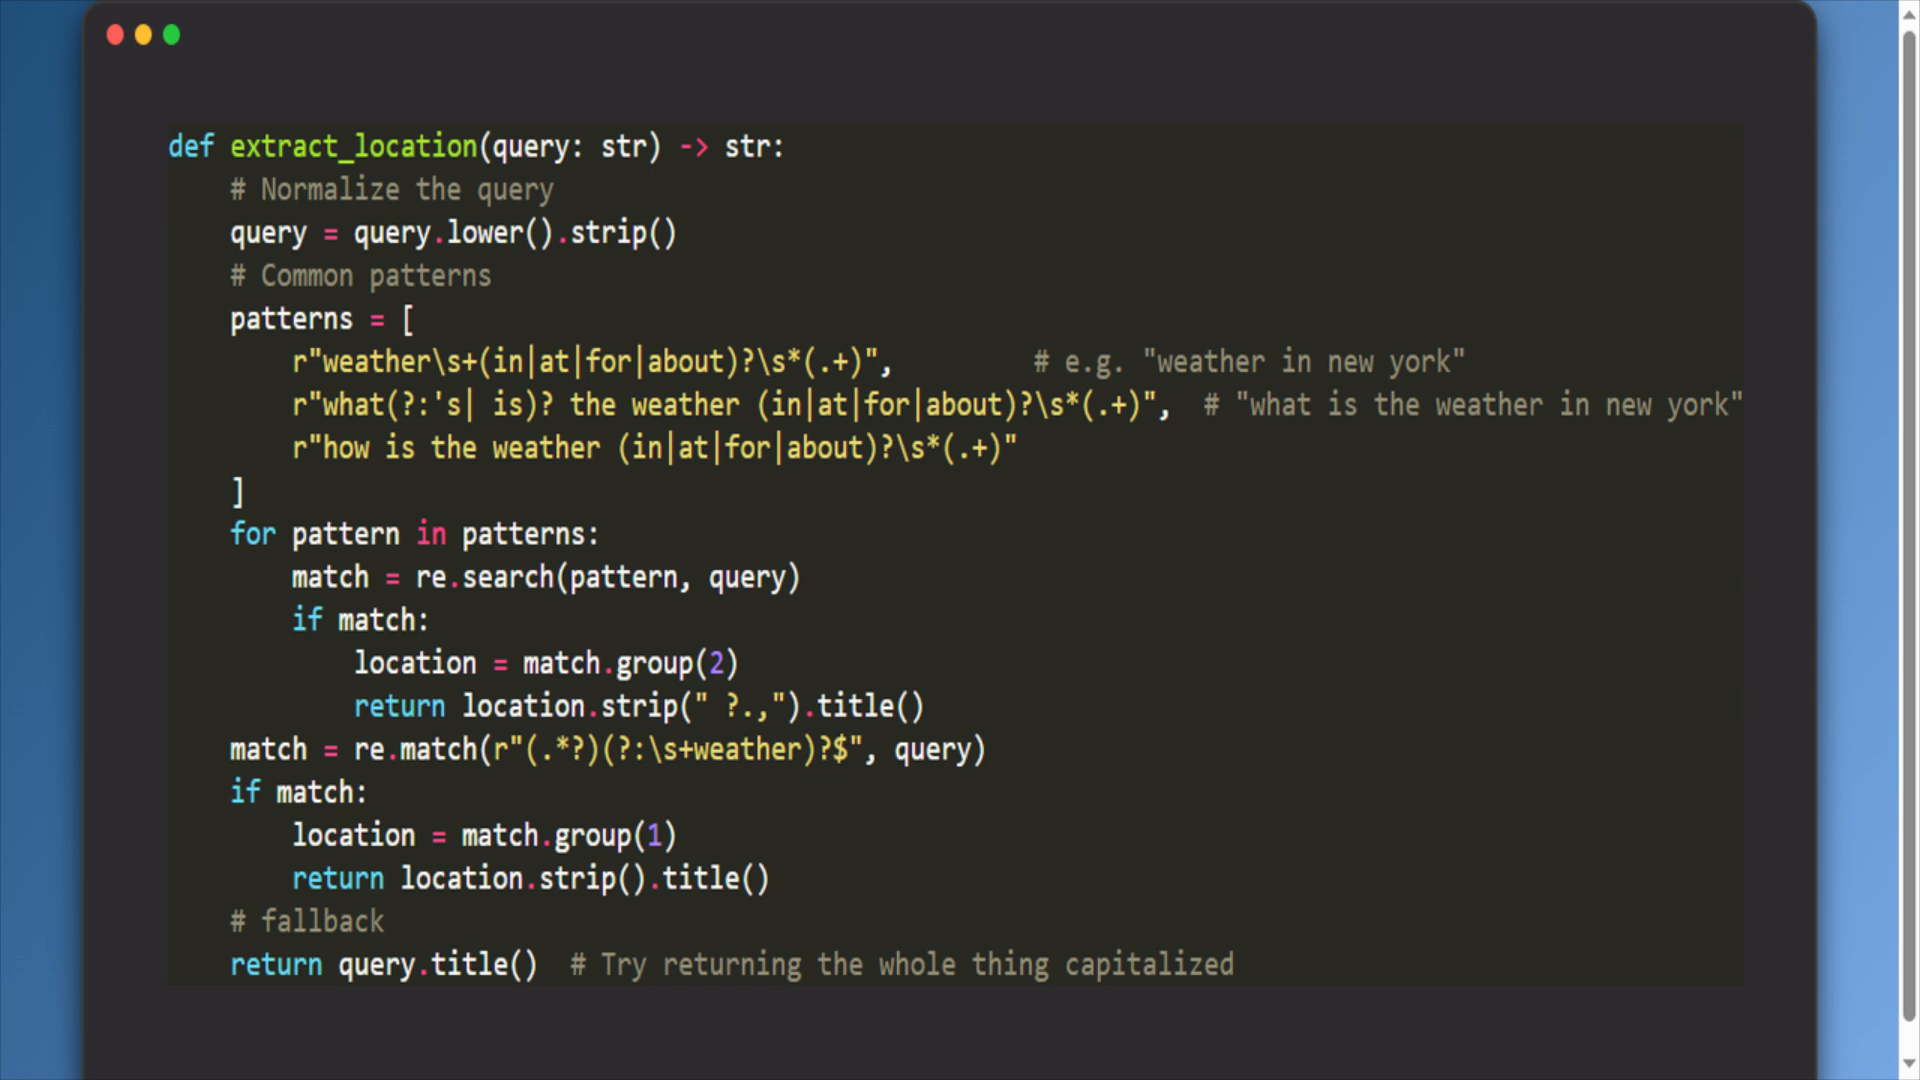 def extract_location(query: str) -> str:
    # Normalize the query
    query = query.lower().strip()
    # Common patterns
    patterns = [
        r"weather\s+(in|at|for|about)?\s*(.+)",         # e.g. "weather in new york"
        r"what(?:'s| is)? the weather (in|at|for|about)?\s*(.+)",  # "what is the weather in new york"
        r"how is the weather (in|at|for|about)?\s*(.+)"
    ]
    for pattern in patterns:
        match = re.search(pattern, query)
        if match:
            location = match.group(2)
            return location.strip(" ?.,").title()
    match = re.match(r"(.*?)(?:\s+weather)?$", query)
    if match:
        location = match.group(1)
        return location.strip().title()
    # fallback
    return query.title()  # Try returning the whole thing capitalized